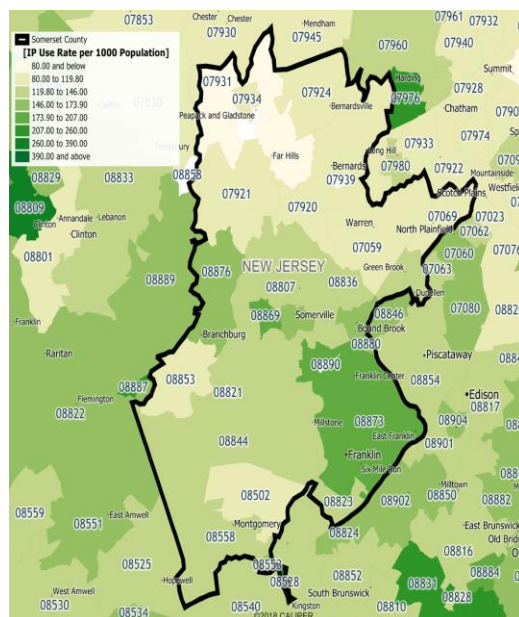 Somerset County
[IP Use Rate per 1000 Population]
80.00 and below
80.00 to 119.80
119.80 to 146.00
146.00 to 173.90
173.90 to 207.00
207.00 to 260.00
260.00 to 390.00
390.00 and above
07853
Chester
Chester
07930
Mendham
07945
07961
07932
07940
07960
Summit
07931
07934
07924
Harding
07976
07928
Bernardsville
Chatham
Peapack and Gladstone
07933
07974
Far Hills
Long Hill
07980
07922
Bernards
07939
Mountainside
08829
08833
08858
Scotch Plains
Westfield
07921
07920
08809
Clinton
Annandale
Lebanon
Clinton
Warren
North Plainfield
07069
07023
07062
08801
07059
07060
08889
08876
NEW JERSEY
Green Brook
07063
08807
08836
Dunellen
07080
Franklin
08869
Somerville
08846
Bound Brook
Branchburg
08880
Raritan
08890
Piscataway
08887
08853
Franklin Center
08854
Flemington
08821
Edison
08822
08817
Millstone
08873
08904
08844
East Franklin
08901
Franklin
Six Mile Run
08502
08823
08902
08850
Milltown
08882
08559
08551
East Amwell
Montgomery
08824
East Brunswick
08558
08816
08525
08553
08852
08884
Hopewell
08528
08831
West Amwell
South Brunswick
08828
08530
08534
08540
Kingston
08810
©2018 CALIPER